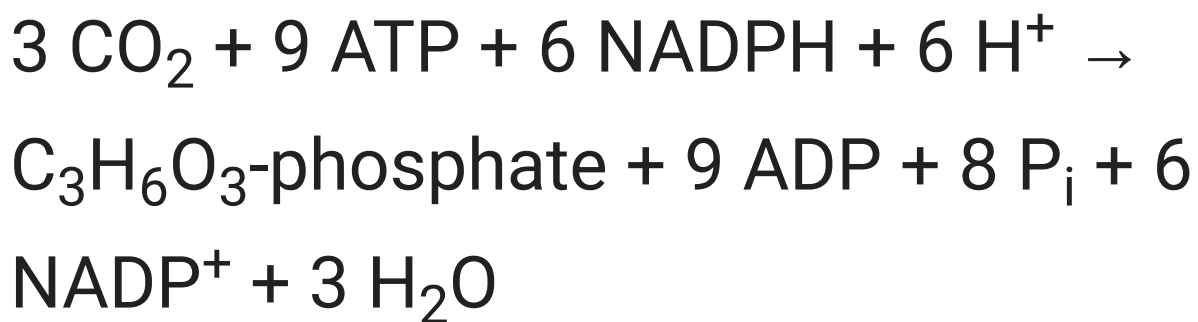 3 CO₂ + 9 ATP + 6 NADPH + 6 H⁺ →
C₃H₆O₃-phosphate + 9 ADP + 8 Pᵢ + 6
NADP⁺ + 3 H₂O